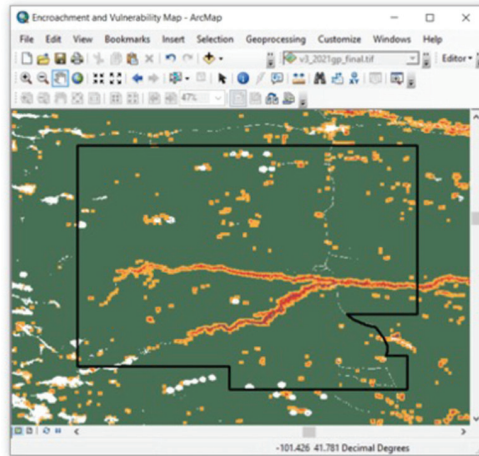 Encroachment and Vulnerability Map - ArcMap
File Edit View Bookmarks Insert Selection Geoprocessing Customize Windows Help
v3_2021gp_final.tif
Editor
47%
-101.426 41.781 Decimal Degrees